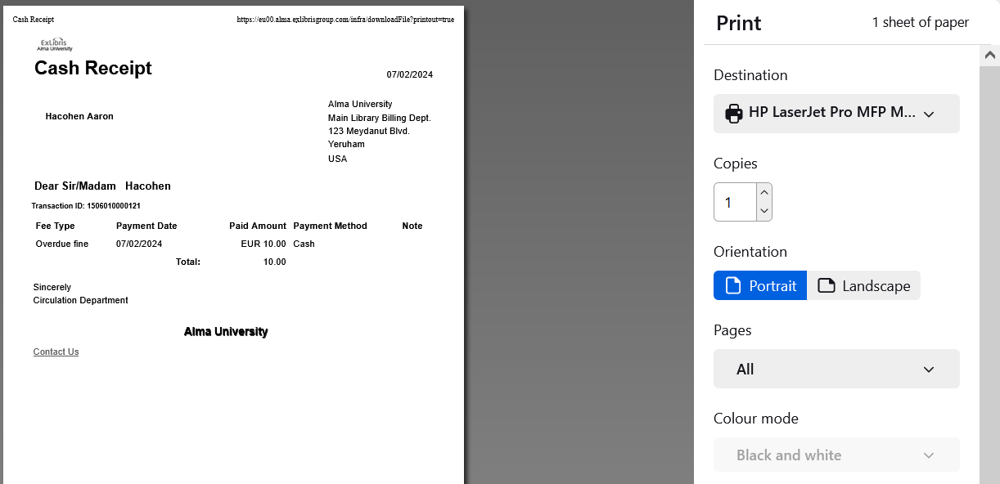 Cash Receipt https://eu00.alma.exlibrisgroup.com/infra/downloadFile?printout=true
ExLibris
Alma University
Cash Receipt
07/02/2024
Hacohen Aaron
Alma University
Main Library Billing Dept.
123 Meydanut Blvd.
Yeruham
USA
Dear Sir/Madam Hacohen
Transaction ID: 1506010000121
Fee Type Payment Date Paid Amount Payment Method Note
Overdue fine 07/02/2024 EUR 10.00 Cash
Total: 10.00
Sincerely
Circulation Department
Alma University
Contact Us
Print 1 sheet of paper
Destination
HP LaserJet Pro MFP M...
Copies
1
Orientation
Portrait Landscape
Pages
All
Colour mode
Black and white